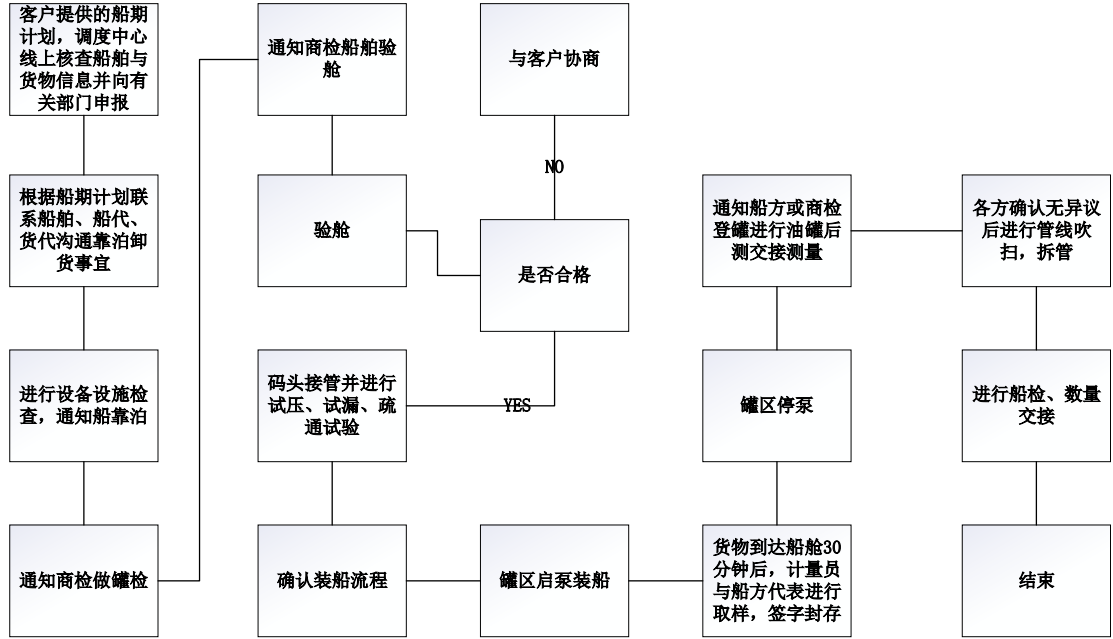 客户提供的船期
计划，调度中心
线上核查船舶与
货物信息并向有
关部门申报
根据船期计划联
系船舶、船代、
货代沟通靠泊卸
货事宜
进行设备设施检
查，通知船靠泊
通知商检做罐检
通知商检船舶验
舱
验舱
与客户协商
NO
是否合格
YES
码头接管并进行
试压、试漏、疏
通试验
确认装船流程
罐区启泵装船
货物到达船舱30
分钟后，计量员
与船方代表进行
取样，签字封存
罐区停泵
通知船方或商检
登罐进行油罐后
测交接测量
各方确认无异议
后进行管线吹
扫，拆管
进行船检、数量
交接
结束